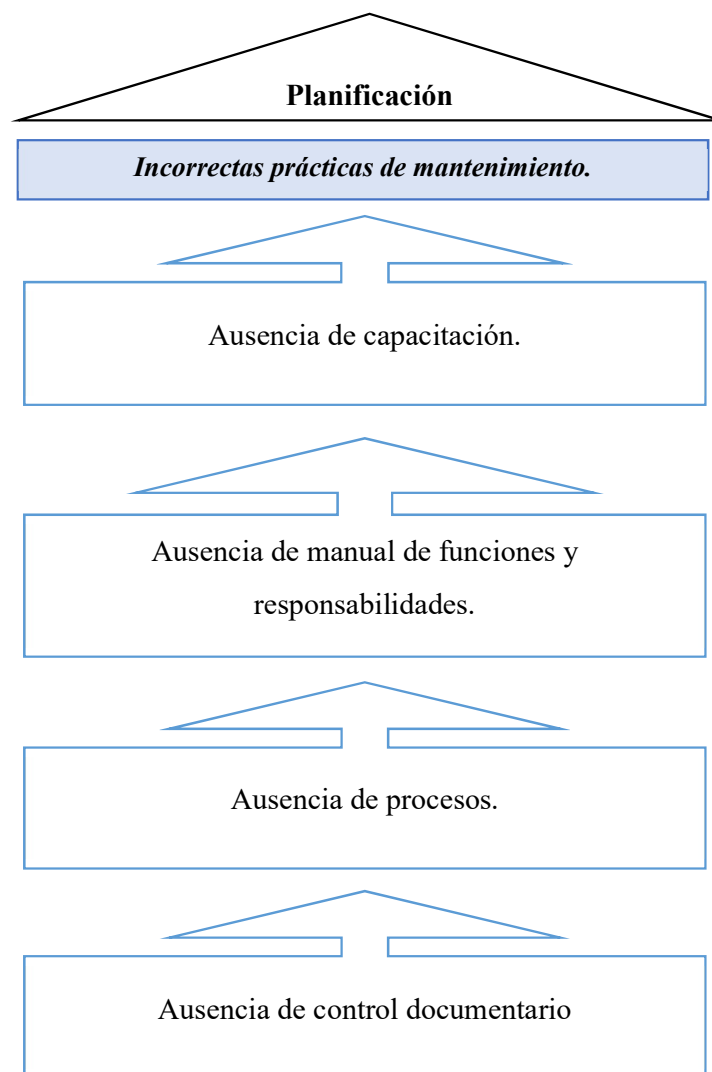 Planificación
Incorrectas prácticas de mantenimiento.
Ausencia de capacitación.
Ausencia de manual de funciones y
responsabilidades.
Ausencia de procesos.
Ausencia de control documentario